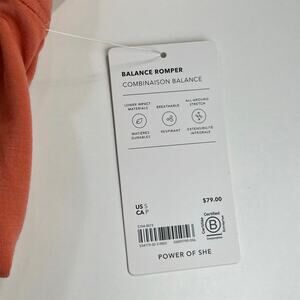 BALANCE ROMPER
COMBINAISON BALANCE
LOWER IMPACT MATERIALS
BREATHABLE
ALL-AROUND STRETCH
MATIÈRES DURABLES
RESPIRANT
EXTENSIBILITÉ INTÉGRALE
US S
CA P
$79.00
Certified
B
Corporation
POWER OF SHE